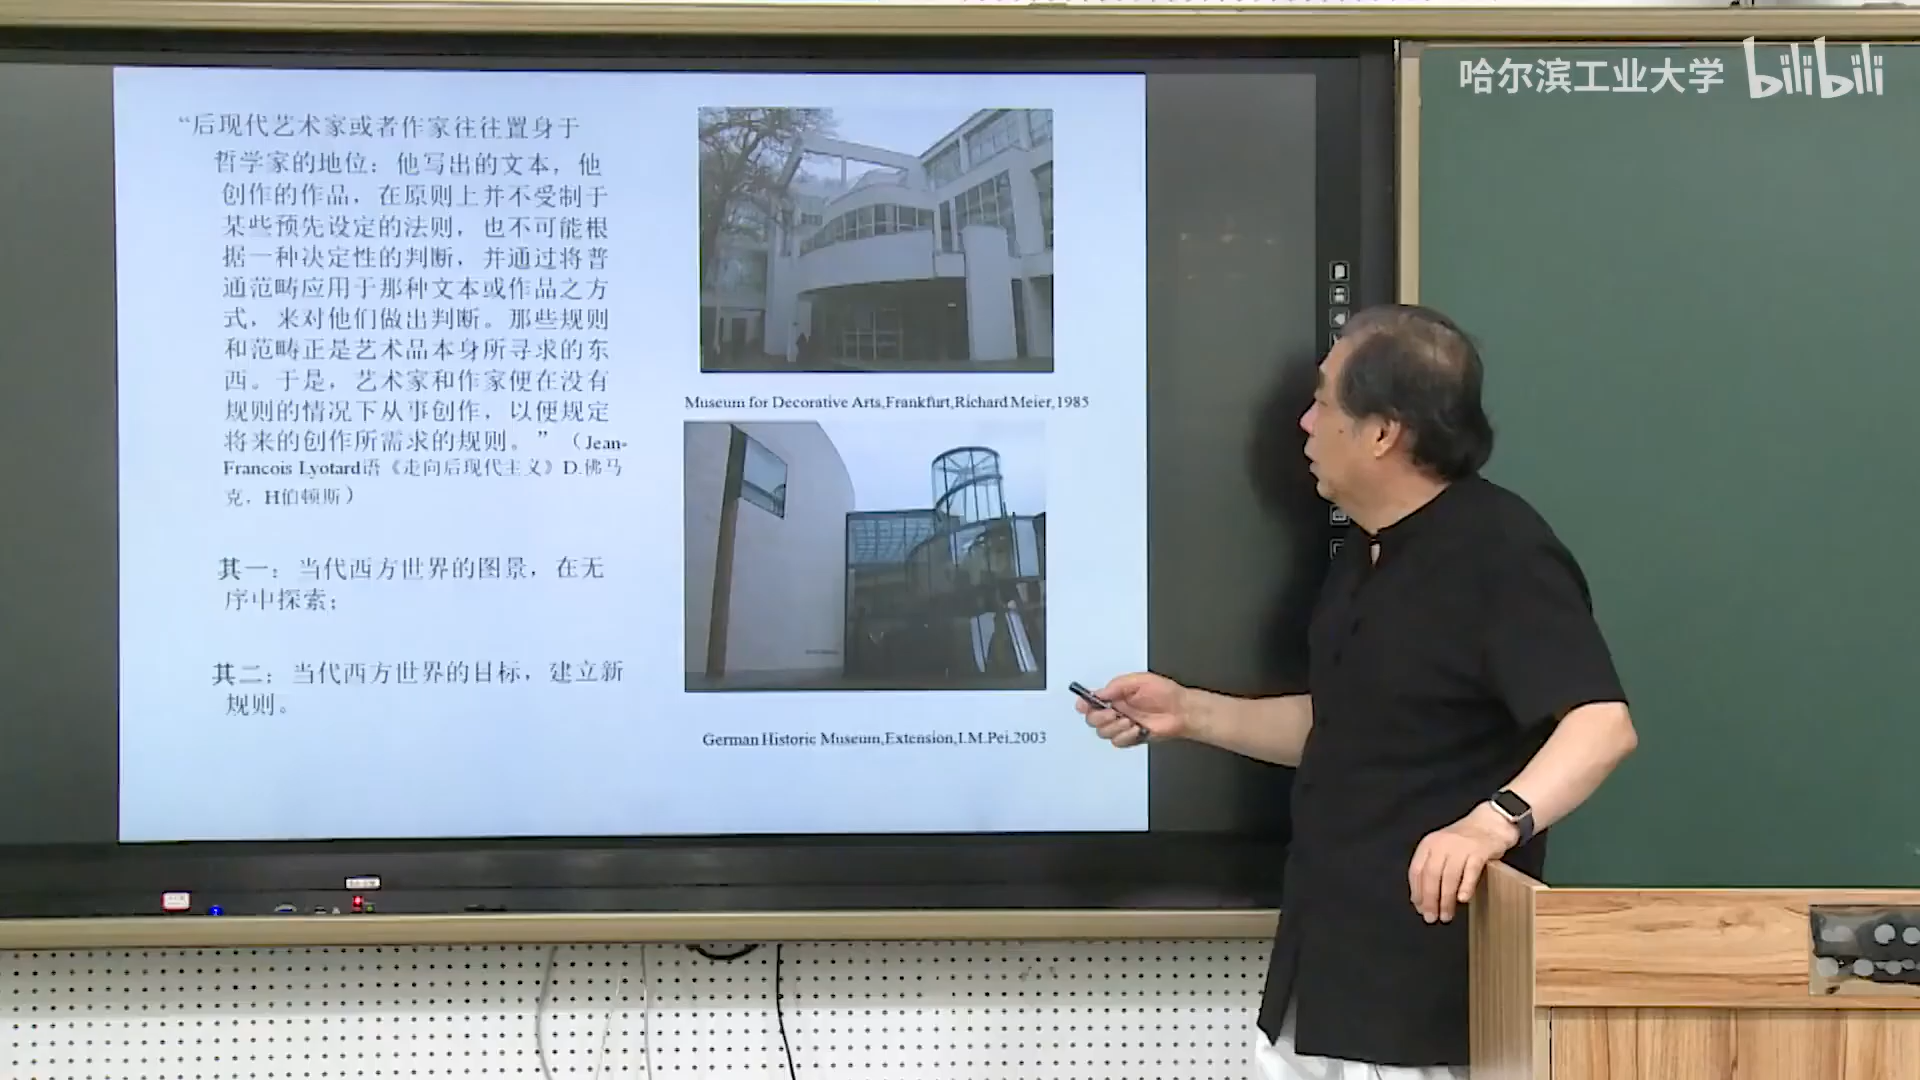 哈尔滨工业大学 bilibili
“后现代艺术家或者作家往往置身于
哲学家的地位：他写出的文本，他
创作的作品，在原则上并不受制于
某些预先设定的法则，也不可能根
据一种决定性的判断，并通过将普
通范畴应用于那种文本或作品之方
式，来对他们做出判断。那些规则
和范畴正是艺术品本身所寻求的东
西。于是，艺术家和作家便在没有
规则的情况下从事创作，以便规定
将来的创作所需求的规则。”（Jean-
Francois Lyotard语《走向后现代主义》D.佛马
克，H伯顿斯）
其一：当代西方世界的图景，在无
序中探索；
其二：当代西方世界的目标，建立新
规则。
Museum for Decorative Arts,Frankfurt,Richard Meier,1985
German Historic Museum,Extension,I.M.Pei,2003